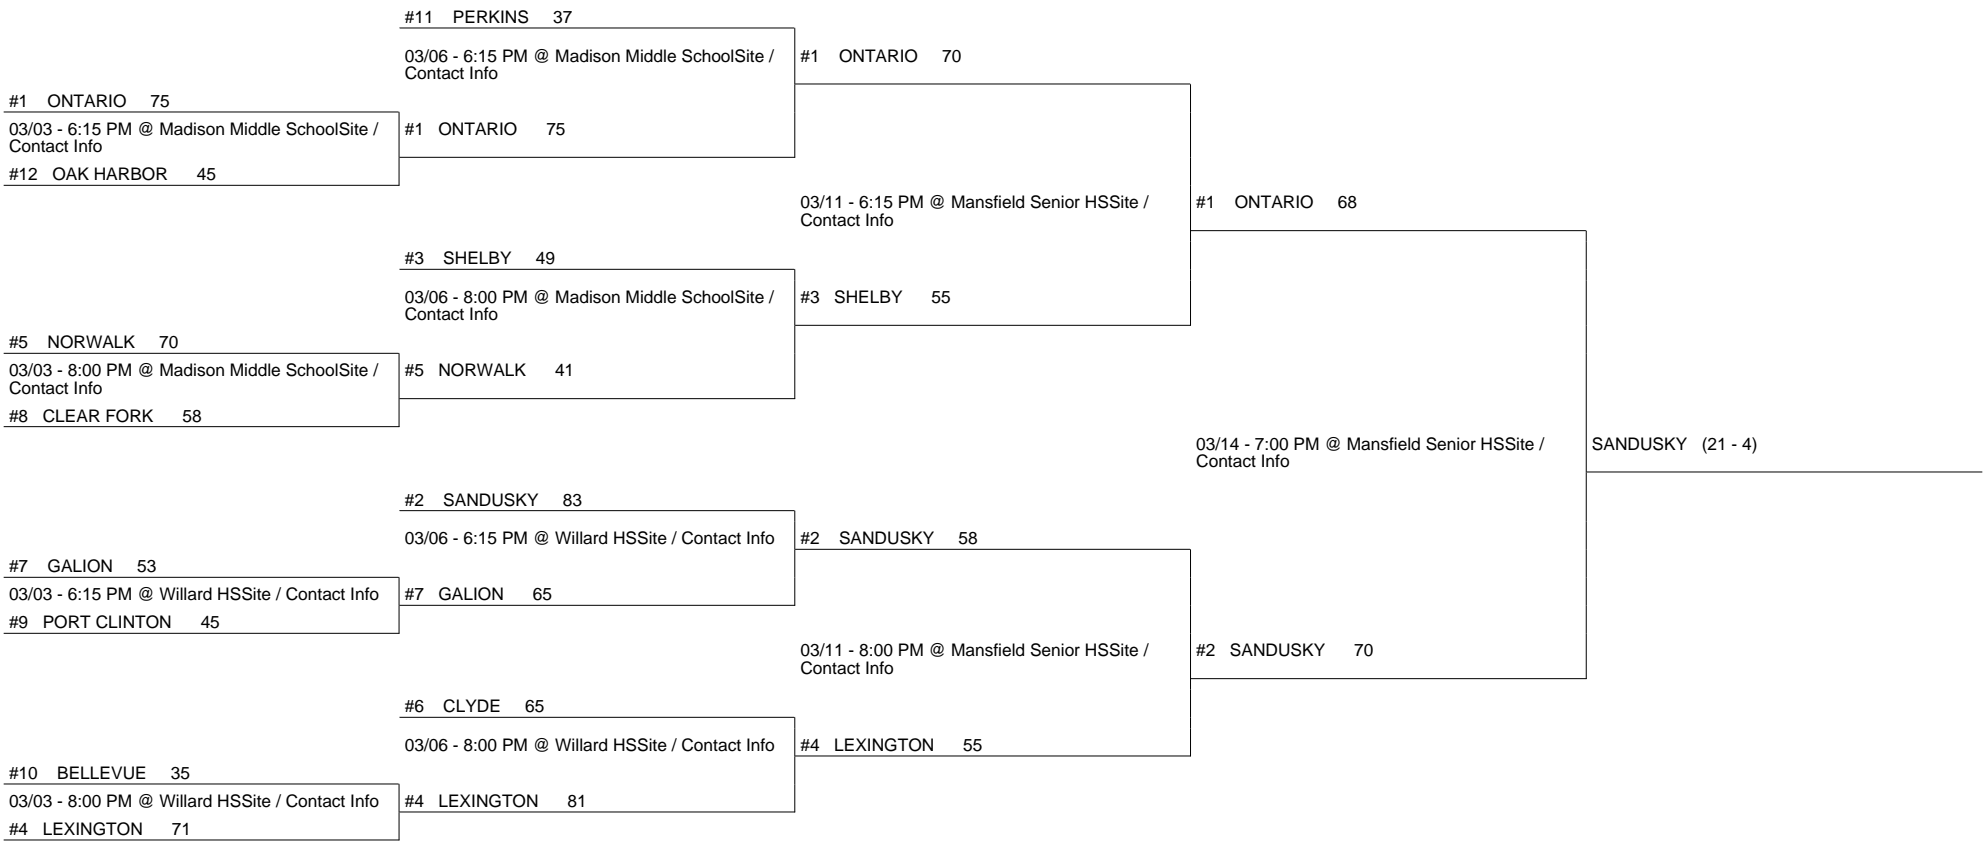 #11 PERKINS 37
03/06 - 6:15 PM @ Madison Middle SchoolSite /
Contact Info
#1 ONTARIO 70
#1 ONTARIO 75
03/03 - 6:15 PM @ Madison Middle SchoolSite /
Contact Info
#12 OAK HARBOR 45
#1 ONTARIO 75
03/11 - 6:15 PM @ Mansfield Senior HSSite /
Contact Info
#1 ONTARIO 68
#3 SHELBY 49
03/06 - 8:00 PM @ Madison Middle SchoolSite /
Contact Info
#3 SHELBY 55
#5 NORWALK 70
03/03 - 8:00 PM @ Madison Middle SchoolSite /
Contact Info
#8 CLEAR FORK 58
#5 NORWALK 41
03/14 - 7:00 PM @ Mansfield Senior HSSite /
Contact Info
SANDUSKY (21 - 4)
#2 SANDUSKY 83
03/06 - 6:15 PM @ Willard HSSite / Contact Info
#2 SANDUSKY 58
#7 GALION 53
03/03 - 6:15 PM @ Willard HSSite / Contact Info
#9 PORT CLINTON 45
#7 GALION 65
03/11 - 8:00 PM @ Mansfield Senior HSSite /
Contact Info
#2 SANDUSKY 70
#6 CLYDE 65
03/06 - 8:00 PM @ Willard HSSite / Contact Info
#4 LEXINGTON 55
#10 BELLEVUE 35
03/03 - 8:00 PM @ Willard HSSite / Contact Info
#4 LEXINGTON 71
#4 LEXINGTON 81